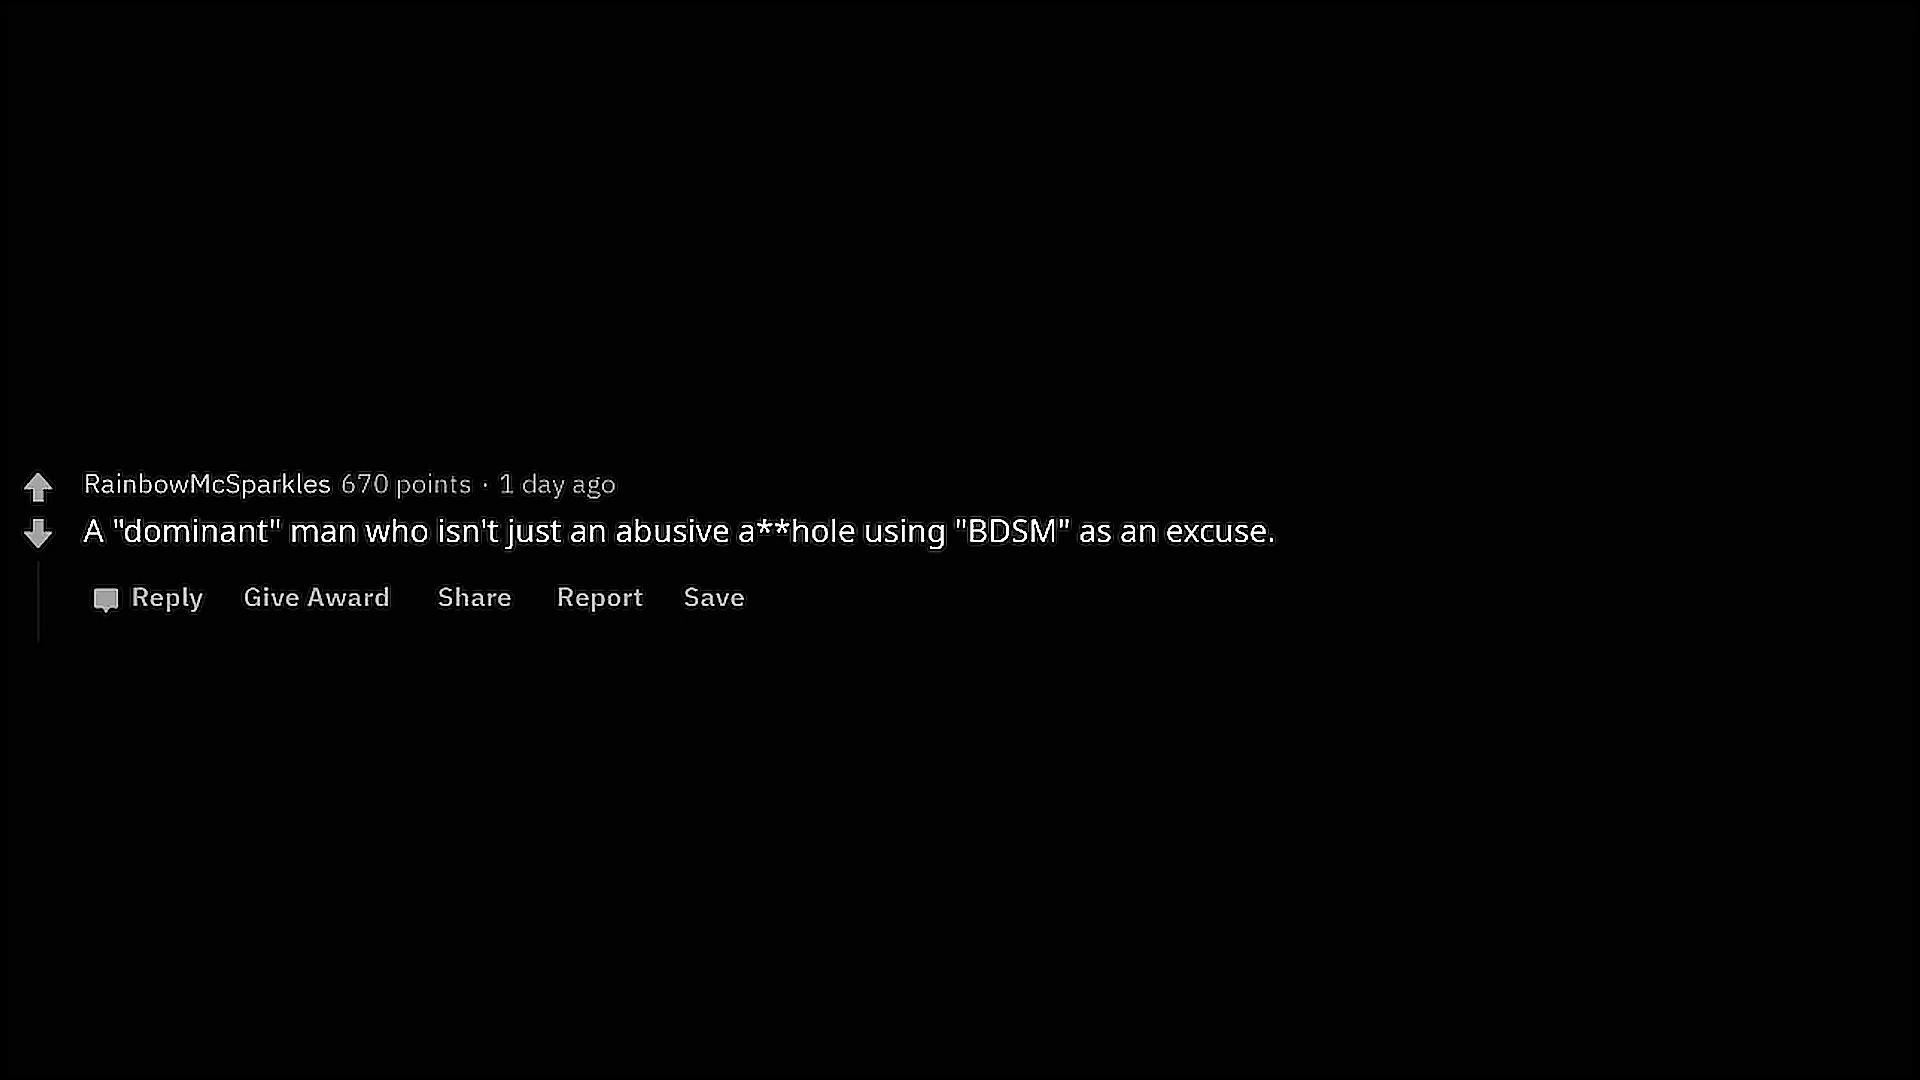 RainbowMcSparkles 670 points · 1 day ago
A "dominant" man who isn't just an abusive a**hole using "BDSM" as an excuse.
Reply Give Award Share Report Save